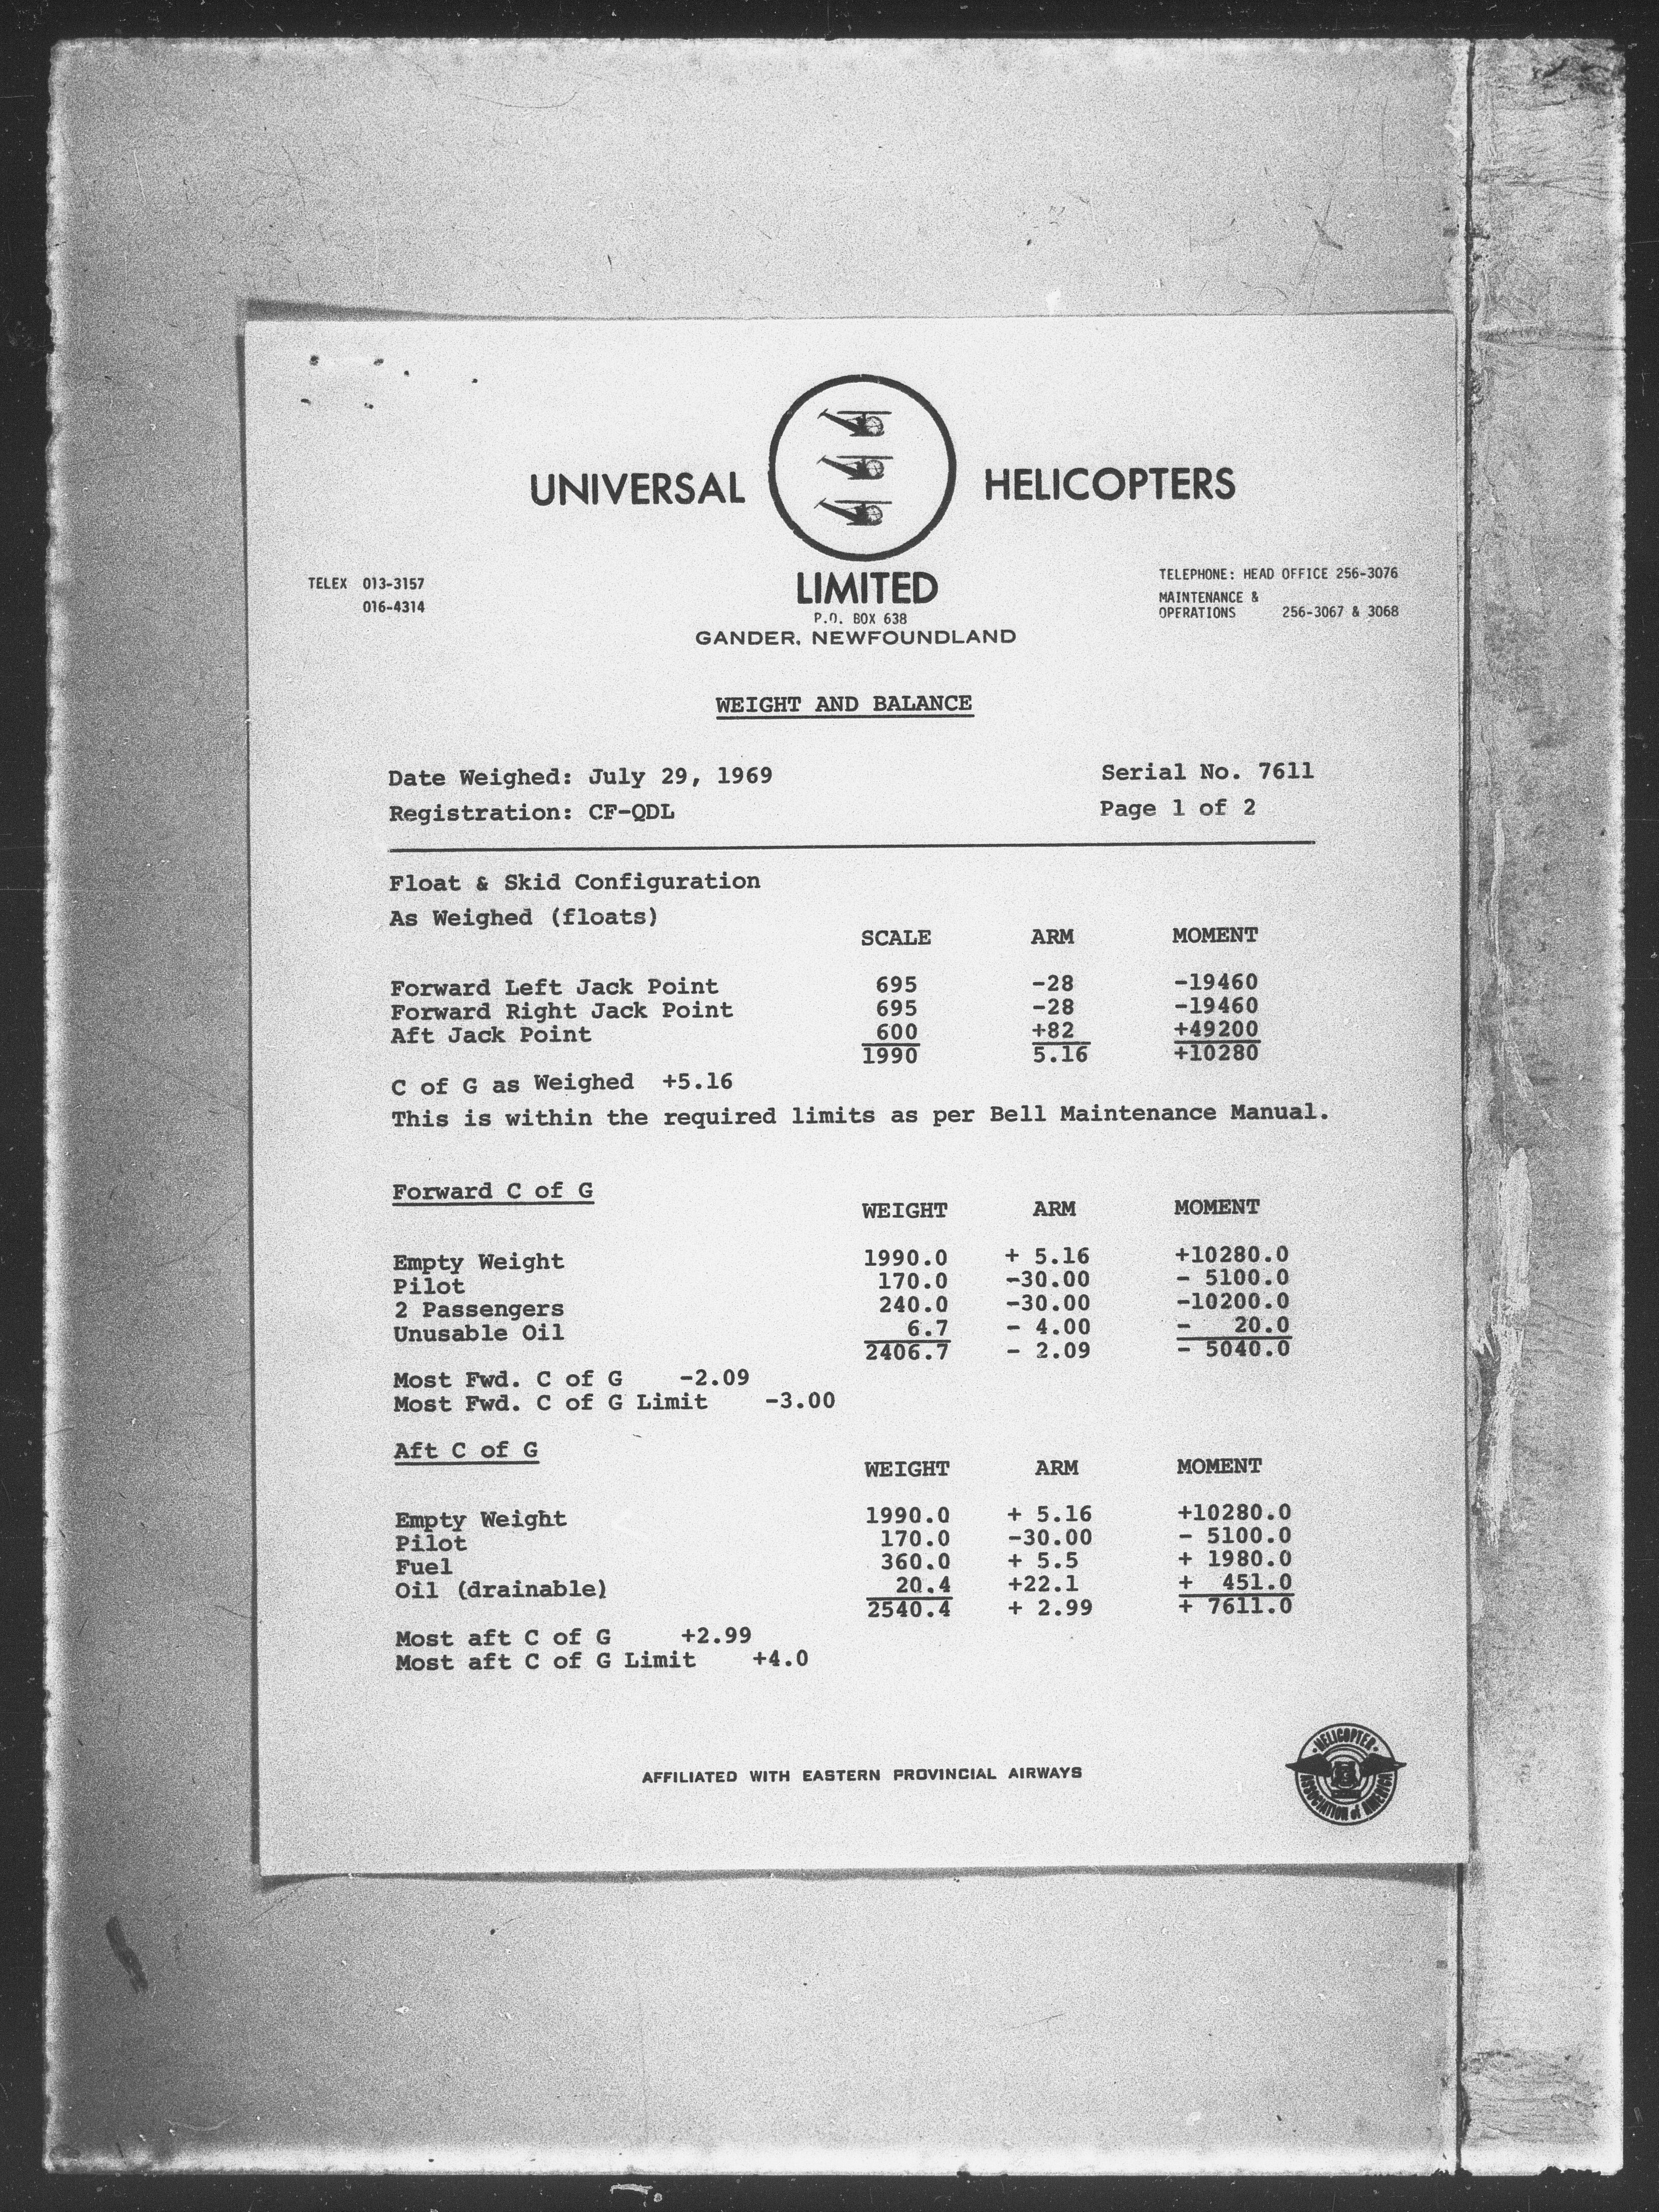 UNIVERSAL HELICOPTERS
LIMITED
TELEX 013-3157
016-4314
TELEPHONE: HEAD OFFICE 256-3076
MAINTENANCE &
OPERATIONS 256-3067 & 3068
P.O. BOX 638
GANDER, NEWFOUNDLAND
WEIGHT AND BALANCE
Date Weighed: July 29, 1969 Serial No. 7611
Registration: CF-QDL Page 1 of 2
Float & Skid Configuration
As Weighed (floats)
SCALE ARM MOMENT
Forward Left Jack Point 695 -28 -19460
Forward Right Jack Point 695 -28 -19460
Aft Jack Point 600 +82 +49200
1990 5.16 +10280
C of G as Weighed +5.16
This is within the required limits as per Bell Maintenance Manual.
Forward C of G
WEIGHT ARM MOMENT
Empty Weight 1990.0 + 5.16 +10280.0
Pilot 170.0 -30.00 - 5100.0
2 Passengers 240.0 -30.00 -10200.0
Unusable Oil 6.7 - 4.00 - 20.0
2406.7 - 2.09 - 5040.0
Most Fwd. C of G -2.09
Most Fwd. C of G Limit -3.00
Aft C of G
WEIGHT ARM MOMENT
Empty Weight 1990.0 + 5.16 +10280.0
Pilot 170.0 -30.00 - 5100.0
Fuel 360.0 + 5.5 + 1980.0
Oil (drainable) 20.4 +22.1 + 451.0
2540.4 + 2.99 + 7611.0
Most aft C of G +2.99
Most aft C of G Limit +4.0
AFFILIATED WITH EASTERN PROVINCIAL AIRWAYS
HELICOPTER
ASSOCIATION of AMERICA